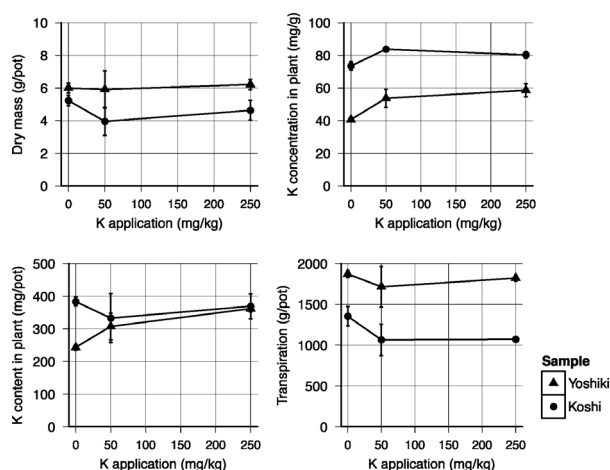 Dry mass (g/pot)
10
8
6
4
2
0
0 50 100 150 200 250
K application (mg/kg)
K concentration in plant (mg/g)
100
80
60
40
20
0
0 50 100 150 200 250
K application (mg/kg)
K content in plant (mg/pot)
500
400
300
200
100
0
0 50 100 150 200 250
K application (mg/kg)
Transpiration (g/pot)
2000
1500
1000
500
0
0 50 100 150 200 250
K application (mg/kg)
Sample
Yoshiki
Koshi